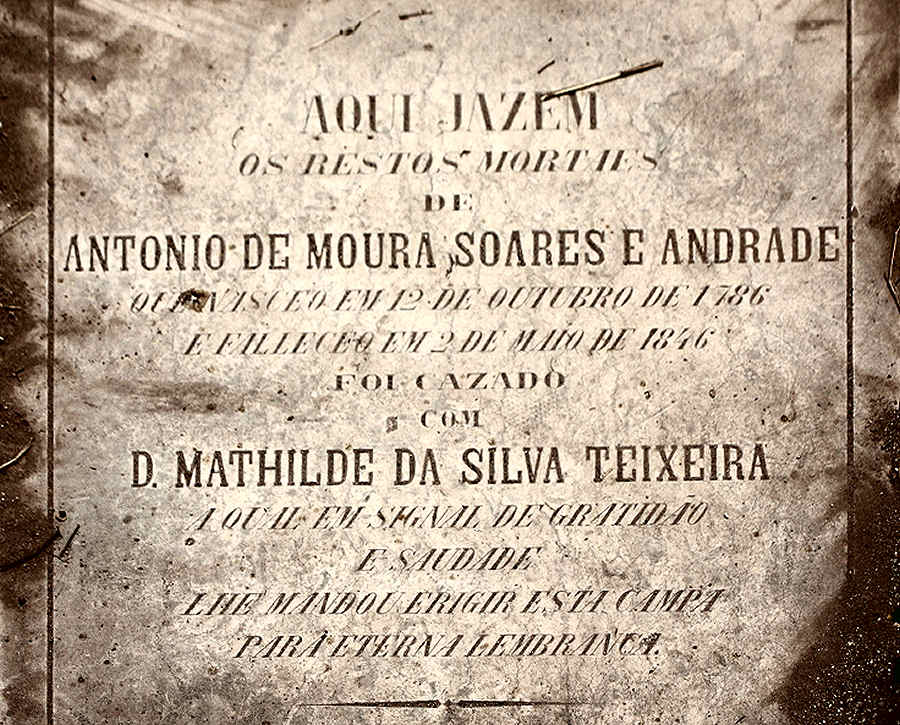 AQUI JAZEM
OS RESTOS MORTAES
DE
ANTONIO DE MOURA SOARES E ANDRADE
QUE NASCEO EM 12 DE OUTUBRO DE 1786
E FALLECEO EM 2 DE MAIO DE 1846
FOI CAZADO
COM
D. MATHILDE DA SILVA TEIXEIRA
A QUAL EM SIGNAL DE GRATIDÃO
E SAUDADE
LHE MANDOU ERIGIR ESTA CAMPA
PARA ETERNA LEMBRANÇA.